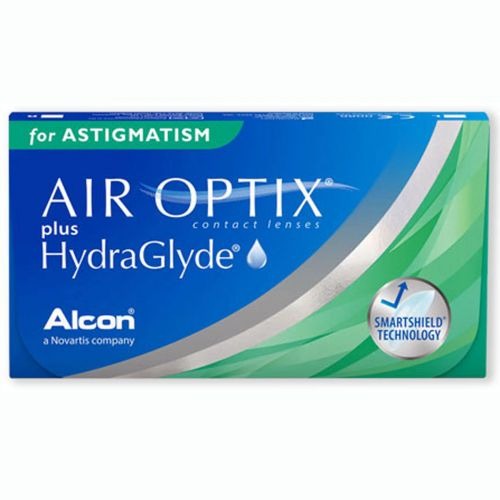 for ASTIGMATISM
AIR OPTIX®
contact lenses
plus
HydraGlyde®
Alcon®
a Novartis company
SMARTSHIELD®
TECHNOLOGY